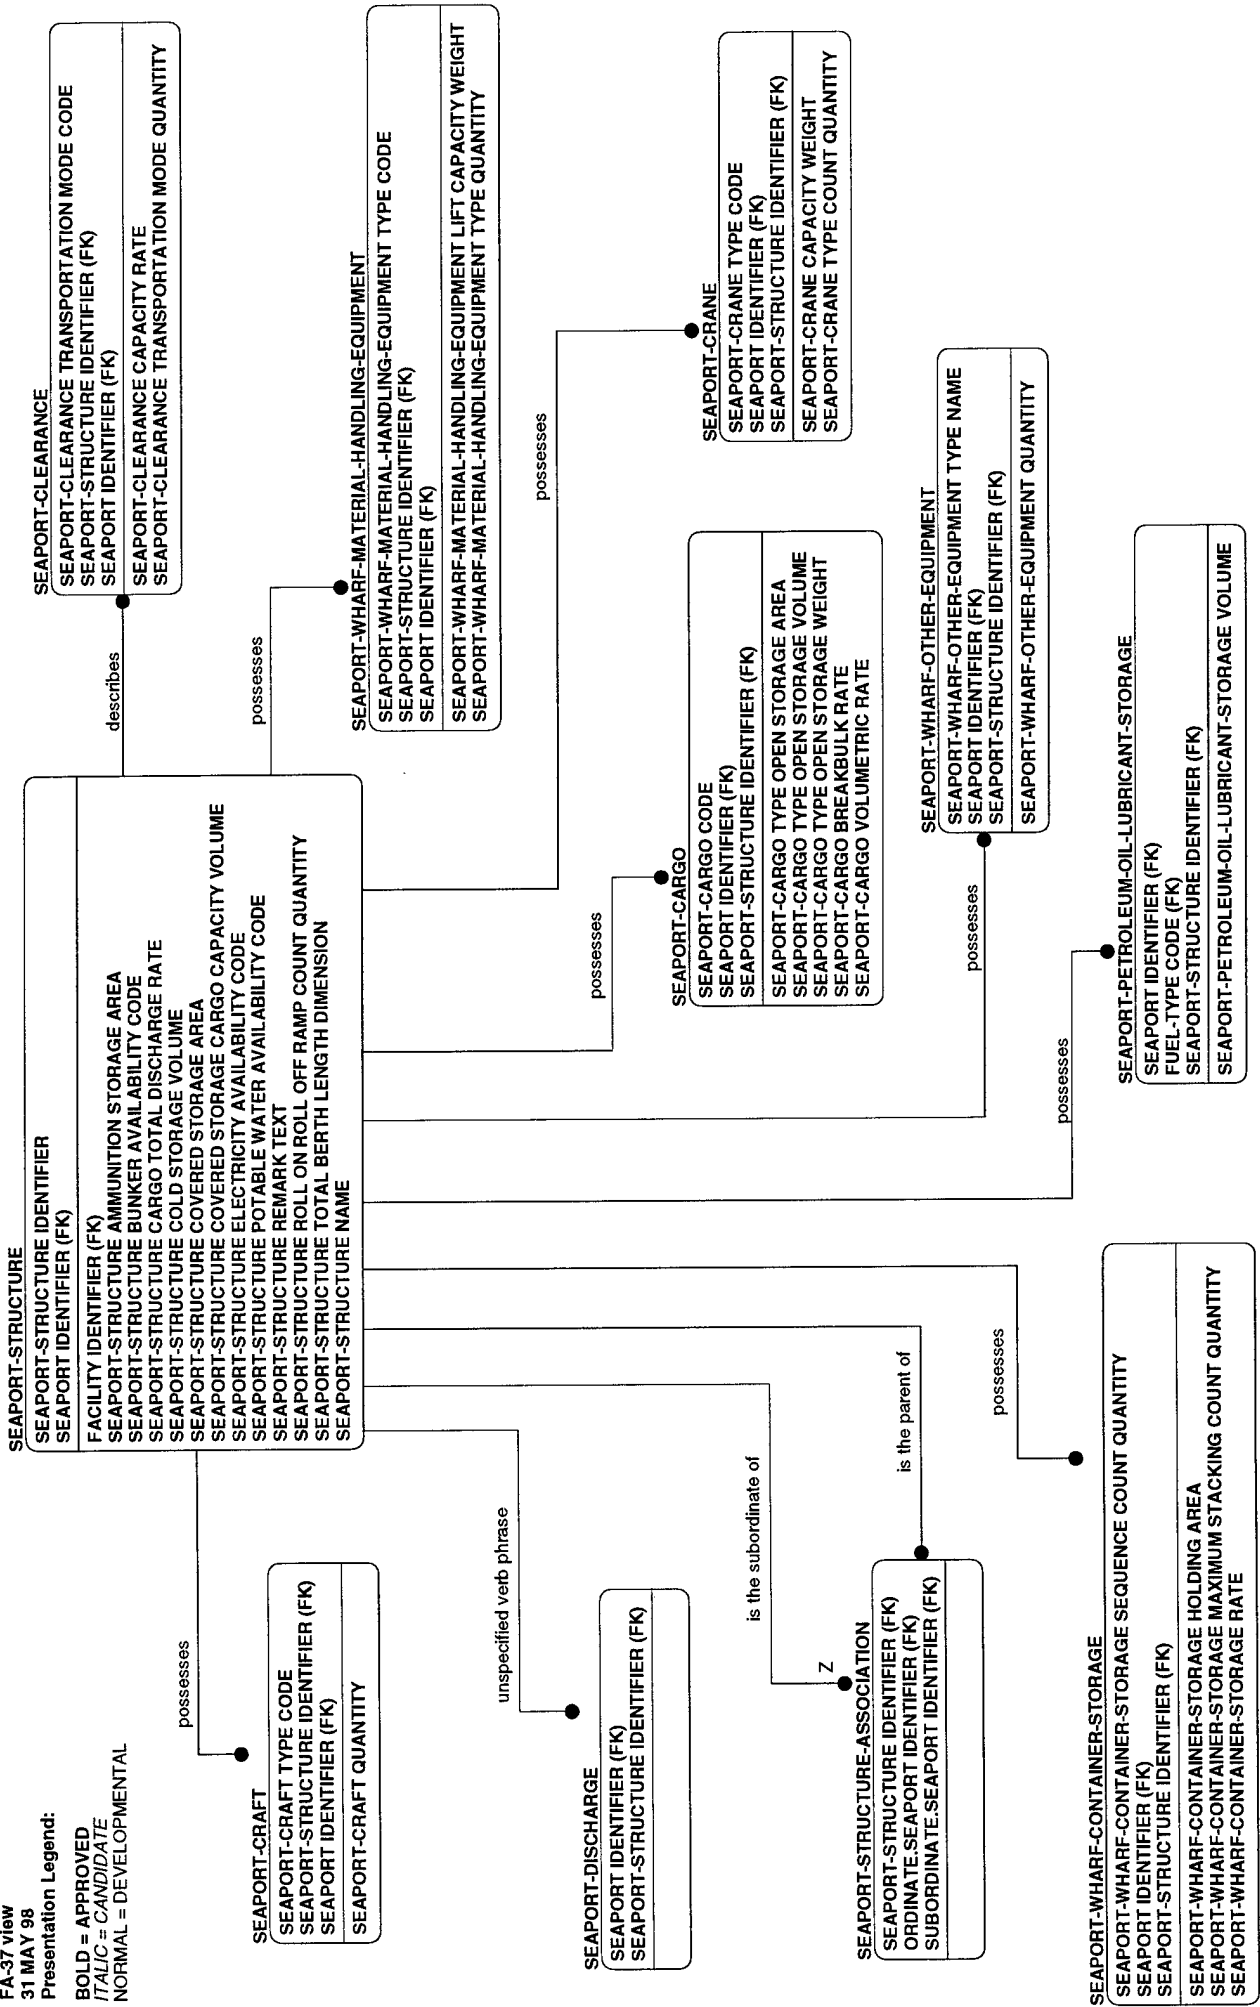 FA-37 view
31 MAY 98
Presentation Legend:
BOLD = APPROVED
ITALIC = CANDIDATE
NORMAL = DEVELOPMENTAL
SEAPORT-STRUCTURE
SEAPORT-STRUCTURE IDENTIFIER
SEAPORT IDENTIFIER (FK)
FACILITY IDENTIFIER (FK)
SEAPORT-STRUCTURE AMMUNITION STORAGE AREA
SEAPORT-STRUCTURE BUNKER AVAILABILITY CODE
SEAPORT-STRUCTURE CARGO TOTAL DISCHARGE RATE
SEAPORT-STRUCTURE COLD STORAGE VOLUME
SEAPORT-STRUCTURE COVERED STORAGE AREA
SEAPORT-STRUCTURE COVERED STORAGE CARGO CAPACITY VOLUME
SEAPORT-STRUCTURE ELECTRICITY AVAILABILITY CODE
SEAPORT-STRUCTURE POTABLE WATER AVAILABILITY CODE
SEAPORT-STRUCTURE REMARK TEXT
SEAPORT-STRUCTURE ROLL ON ROLL OFF RAMP COUNT QUANTITY
SEAPORT-STRUCTURE TOTAL BERTH LENGTH DIMENSION
SEAPORT-STRUCTURE NAME
describes
SEAPORT-CLEARANCE
SEAPORT-CLEARANCE TRANSPORTATION MODE CODE
SEAPORT-STRUCTURE IDENTIFIER (FK)
SEAPORT IDENTIFIER (FK)
SEAPORT-CLEARANCE CAPACITY RATE
SEAPORT-CLEARANCE TRANSPORTATION MODE QUANTITY
possesses
SEAPORT-WHARF-MATERIAL-HANDLING-EQUIPMENT
SEAPORT-WHARF-MATERIAL-HANDLING-EQUIPMENT TYPE CODE
SEAPORT-STRUCTURE IDENTIFIER (FK)
SEAPORT IDENTIFIER (FK)
SEAPORT-WHARF-MATERIAL-HANDLING-EQUIPMENT LIFT CAPACITY WEIGHT
SEAPORT-WHARF-MATERIAL-HANDLING-EQUIPMENT TYPE QUANTITY
possesses
SEAPORT-CRAFT
SEAPORT-CRAFT TYPE CODE
SEAPORT-STRUCTURE IDENTIFIER (FK)
SEAPORT IDENTIFIER (FK)
SEAPORT-CRAFT QUANTITY
possesses
SEAPORT-CRANE
SEAPORT-CRANE TYPE CODE
SEAPORT IDENTIFIER (FK)
SEAPORT-STRUCTURE IDENTIFIER (FK)
SEAPORT-CRANE CAPACITY WEIGHT
SEAPORT-CRANE TYPE COUNT QUANTITY
unspecified verb phrase
SEAPORT-DISCHARGE
SEAPORT IDENTIFIER (FK)
SEAPORT-STRUCTURE IDENTIFIER (FK)
possesses
SEAPORT-CARGO
SEAPORT-CARGO CODE
SEAPORT IDENTIFIER (FK)
SEAPORT-STRUCTURE IDENTIFIER (FK)
SEAPORT-CARGO TYPE OPEN STORAGE AREA
SEAPORT-CARGO TYPE OPEN STORAGE VOLUME
SEAPORT-CARGO TYPE OPEN STORAGE WEIGHT
SEAPORT-CARGO BREAKBULK RATE
SEAPORT-CARGO VOLUMETRIC RATE
is the subordinate of
Z
is the parent of
SEAPORT-STRUCTURE-ASSOCIATION
SEAPORT-STRUCTURE IDENTIFIER (FK)
ORDINATE.SEAPORT IDENTIFIER (FK)
SUBORDINATE.SEAPORT IDENTIFIER (FK)
possesses
SEAPORT-WHARF-OTHER-EQUIPMENT
SEAPORT-WHARF-OTHER-EQUIPMENT TYPE NAME
SEAPORT IDENTIFIER (FK)
SEAPORT-STRUCTURE IDENTIFIER (FK)
SEAPORT-WHARF-OTHER-EQUIPMENT QUANTITY
possesses
SEAPORT-WHARF-CONTAINER-STORAGE
SEAPORT-WHARF-CONTAINER-STORAGE SEQUENCE COUNT QUANTITY
SEAPORT IDENTIFIER (FK)
SEAPORT-STRUCTURE IDENTIFIER (FK)
SEAPORT-WHARF-CONTAINER-STORAGE HOLDING AREA
SEAPORT-WHARF-CONTAINER-STORAGE MAXIMUM STACKING COUNT QUANTITY
SEAPORT-WHARF-CONTAINER-STORAGE RATE
possesses
SEAPORT-PETROLEUM-OIL-LUBRICANT-STORAGE
SEAPORT IDENTIFIER (FK)
FUEL-TYPE CODE (FK)
SEAPORT-STRUCTURE IDENTIFIER (FK)
SEAPORT-PETROLEUM-OIL-LUBRICANT-STORAGE VOLUME